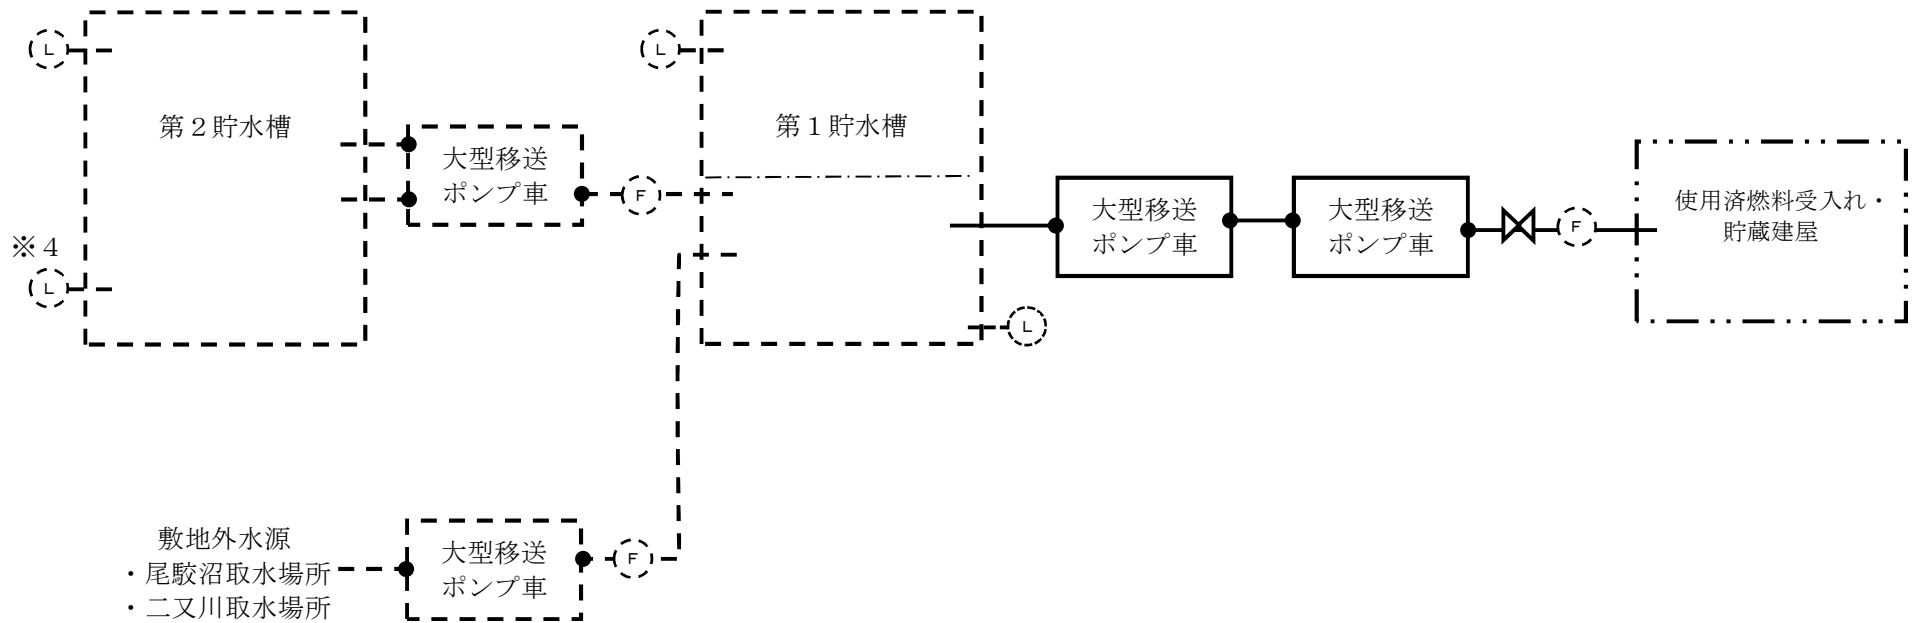 L
L
第２貯水槽
第１貯水槽
大型移送
ポンプ車
F
大型移送
ポンプ車
大型移送
ポンプ車
F
使用済燃料受入れ・
貯蔵建屋
※４
L
L
敷地外水源
・尾駮沼取水場所
・二又川取水場所
大型移送
ポンプ車
F